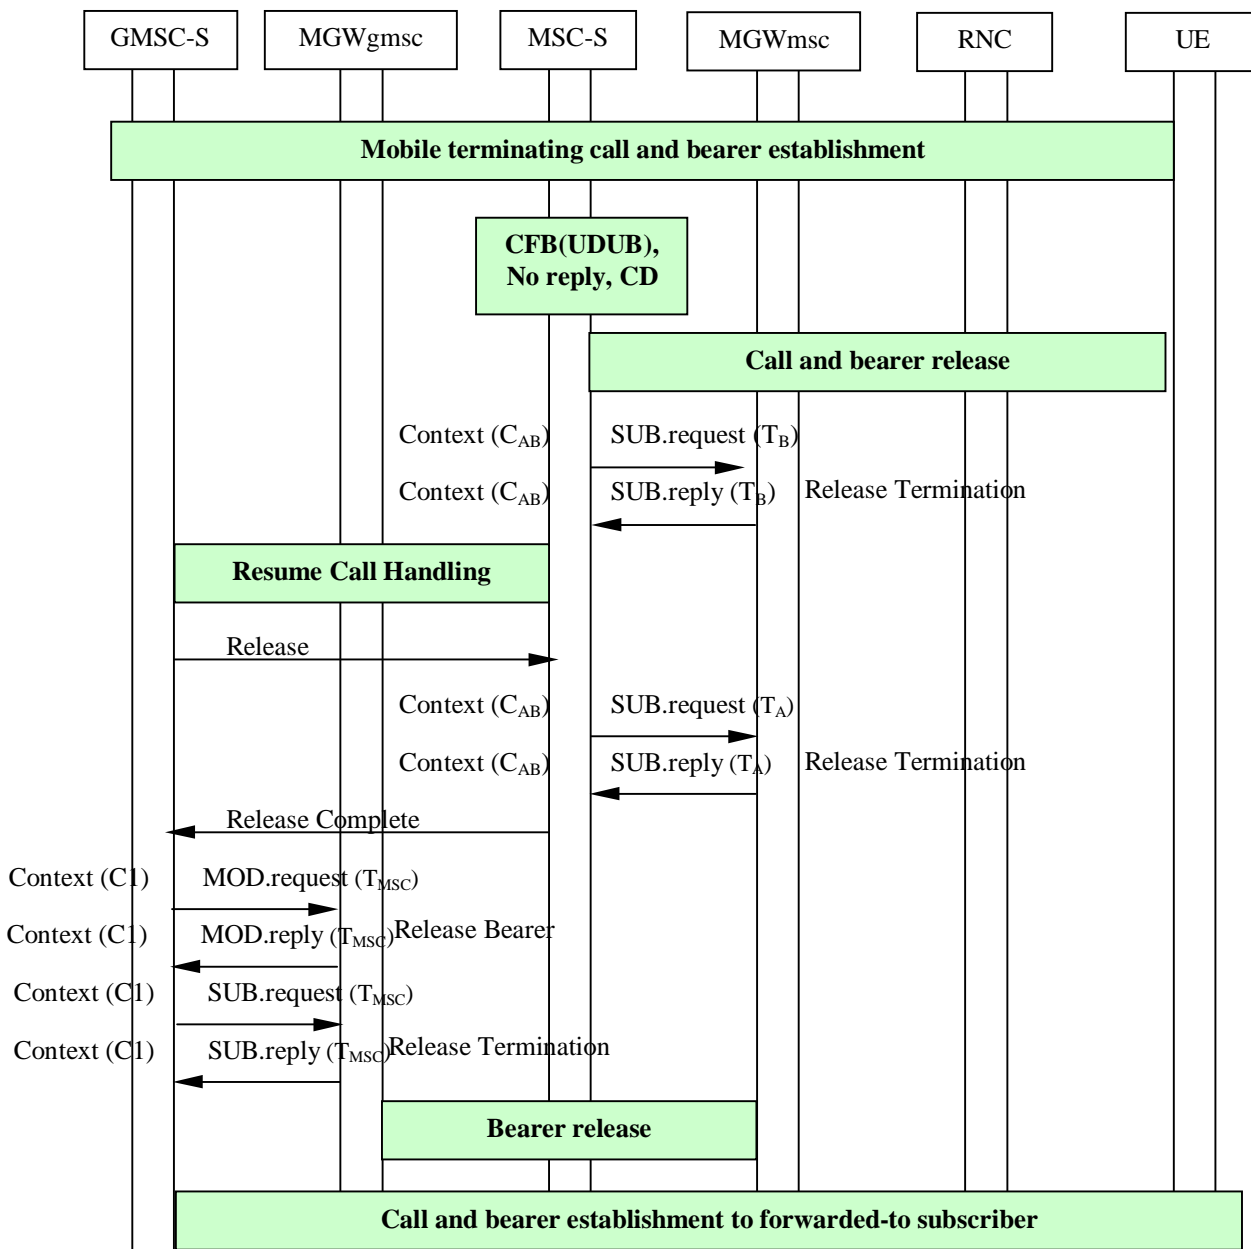 GMSC-S MGWgmsc MSC-S MGWmsc RNC UE
Mobile terminating call and bearer establishment
CFB(UDUB),
No reply, CD
Call and bearer release
Context (CAB) SUB.request (TB)
Context (CAB) SUB.reply (TB) Release Termination
Resume Call Handling
Release
Context (CAB) SUB.request (TA)
Context (CAB) SUB.reply (TA) Release Termination
Release Complete
Context (C1) MOD.request (TMSC)
Context (C1) MOD.reply (TMSC) Release Bearer
Context (C1) SUB.request (TMSC)
Context (C1) SUB.reply (TMSC) Release Termination
Bearer release
Call and bearer establishment to forwarded-to subscriber